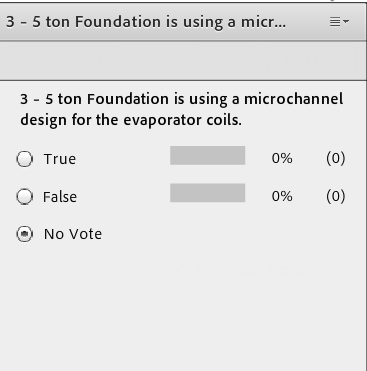 3 - 5 ton Foundation is using a micr...
3 - 5 ton Foundation is using a microchannel
design for the evaporator coils.
True 0% (0)
False 0% (0)
No Vote